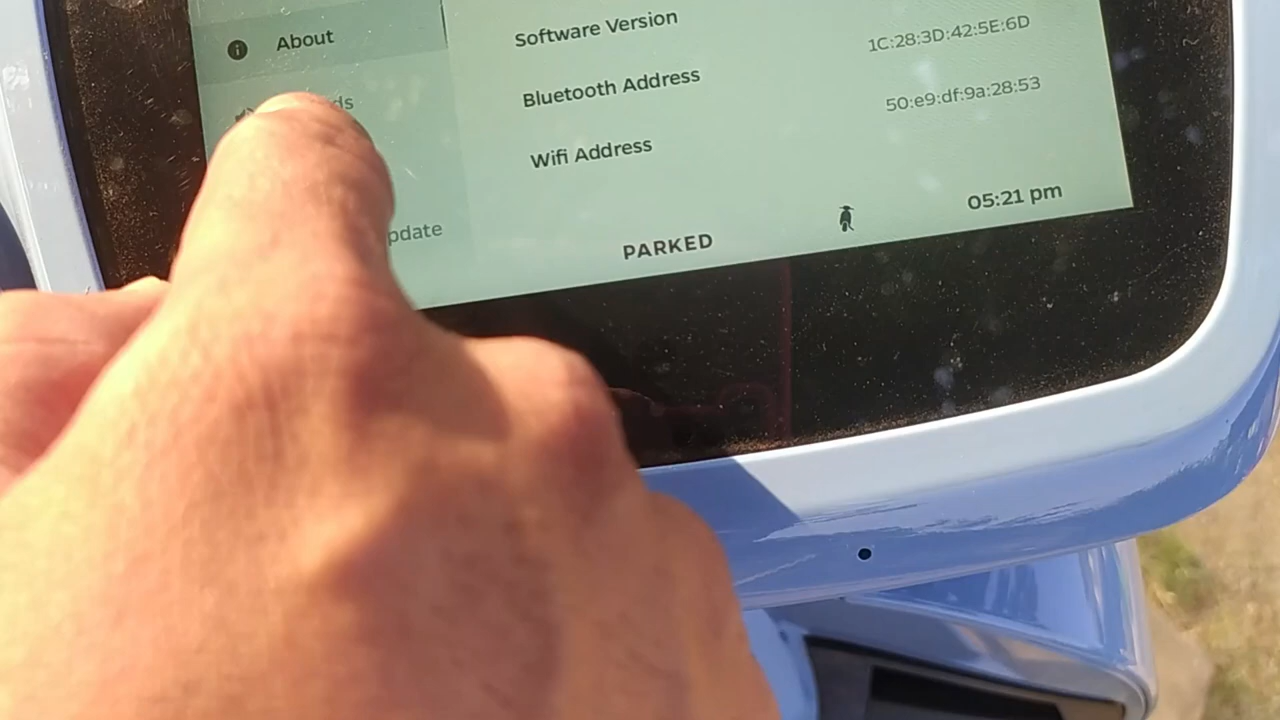 About
Software Version
1C:28:3D:42:5E:6D
Bluetooth Address
50:e9:df:9a:28:53
Wifi Address
PARKED
05:21 pm